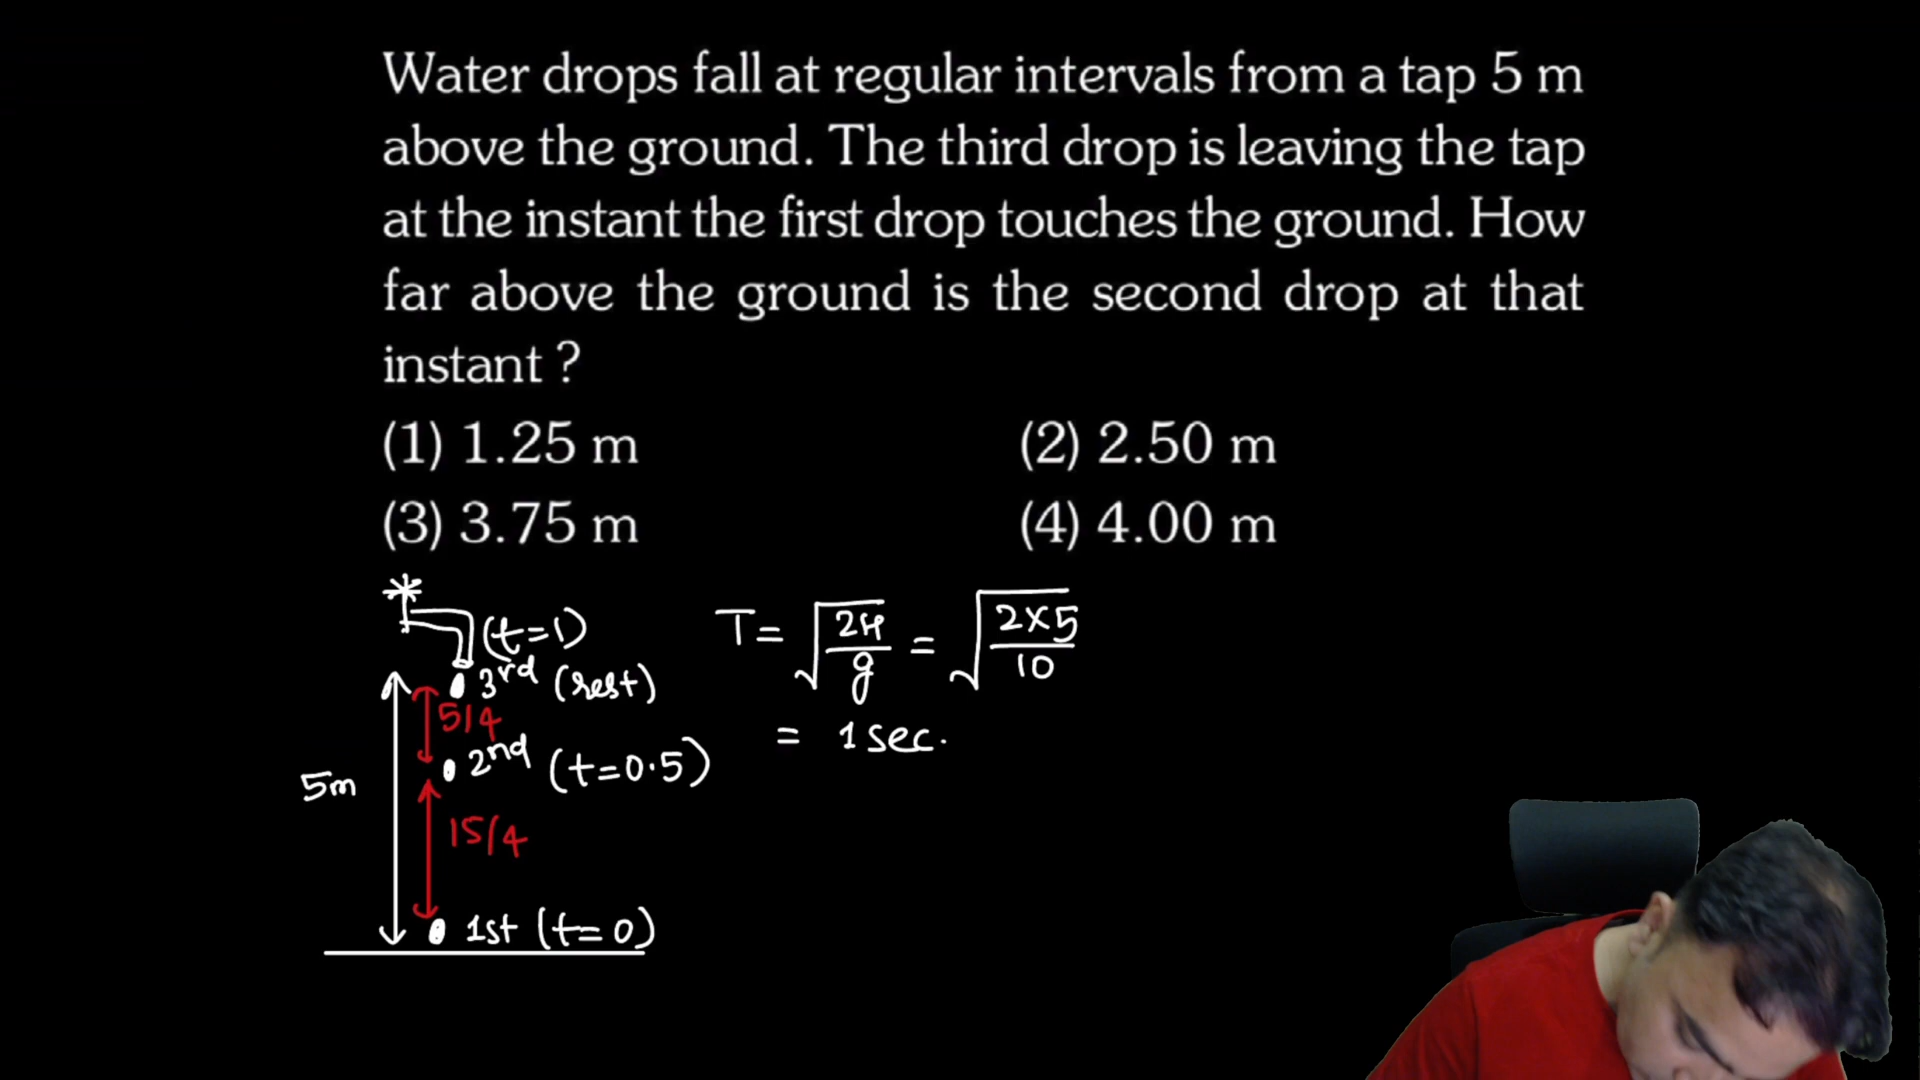 Water drops fall at regular intervals from a tap 5 m
above the ground. The third drop is leaving the tap
at the instant the first drop touches the ground. How
far above the ground is the second drop at that
instant ?
(1) 1.25 m (2) 2.50 m
(3) 3.75 m (4) 4.00 m
(t=1)
3rd (rest)
5/4
2nd (t=0.5)
5m
15/4
1st (t=0)
T = √(2H/g) = √(2×5/10)
= 1 sec.